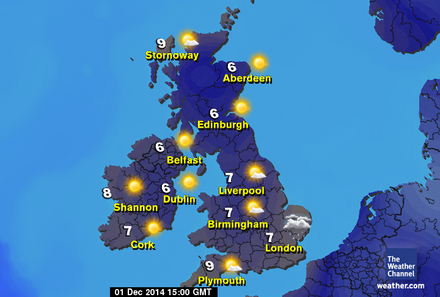 9
Stornoway
6
Aberdeen
6
Edinburgh
6
Belfast
7
Liverpool
8
Shannon
6
Dublin
7
Birmingham
7
Cork
7
London
9
Plymouth
The
Weather
Channel
weather.com
01 Dec 2014 15:00 GMT